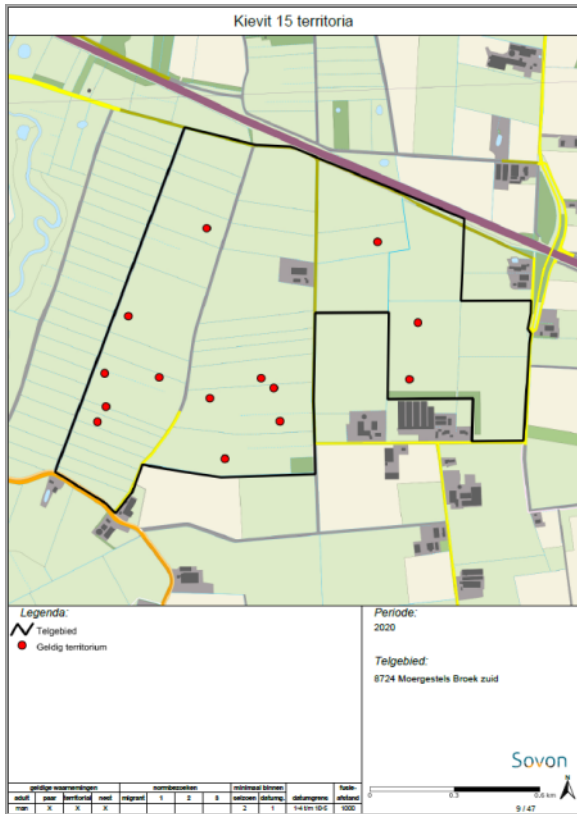 Kievit 15 territoria
Legenda:
Telgebied
Geldig territorium
Periode:
2020
Telgebied:
8724 Moergestels Broek zuid
Sovon
0 0.3 0.6 km N
9 / 47
geldige waarnemingen normbezoeken minimaal binnen fusie-
adult paar territoriaal nest migrant 1 2 3 seizoen datumg. datumgrens afstand
man X X X 2 1 1-4 t/m 10-5 1000